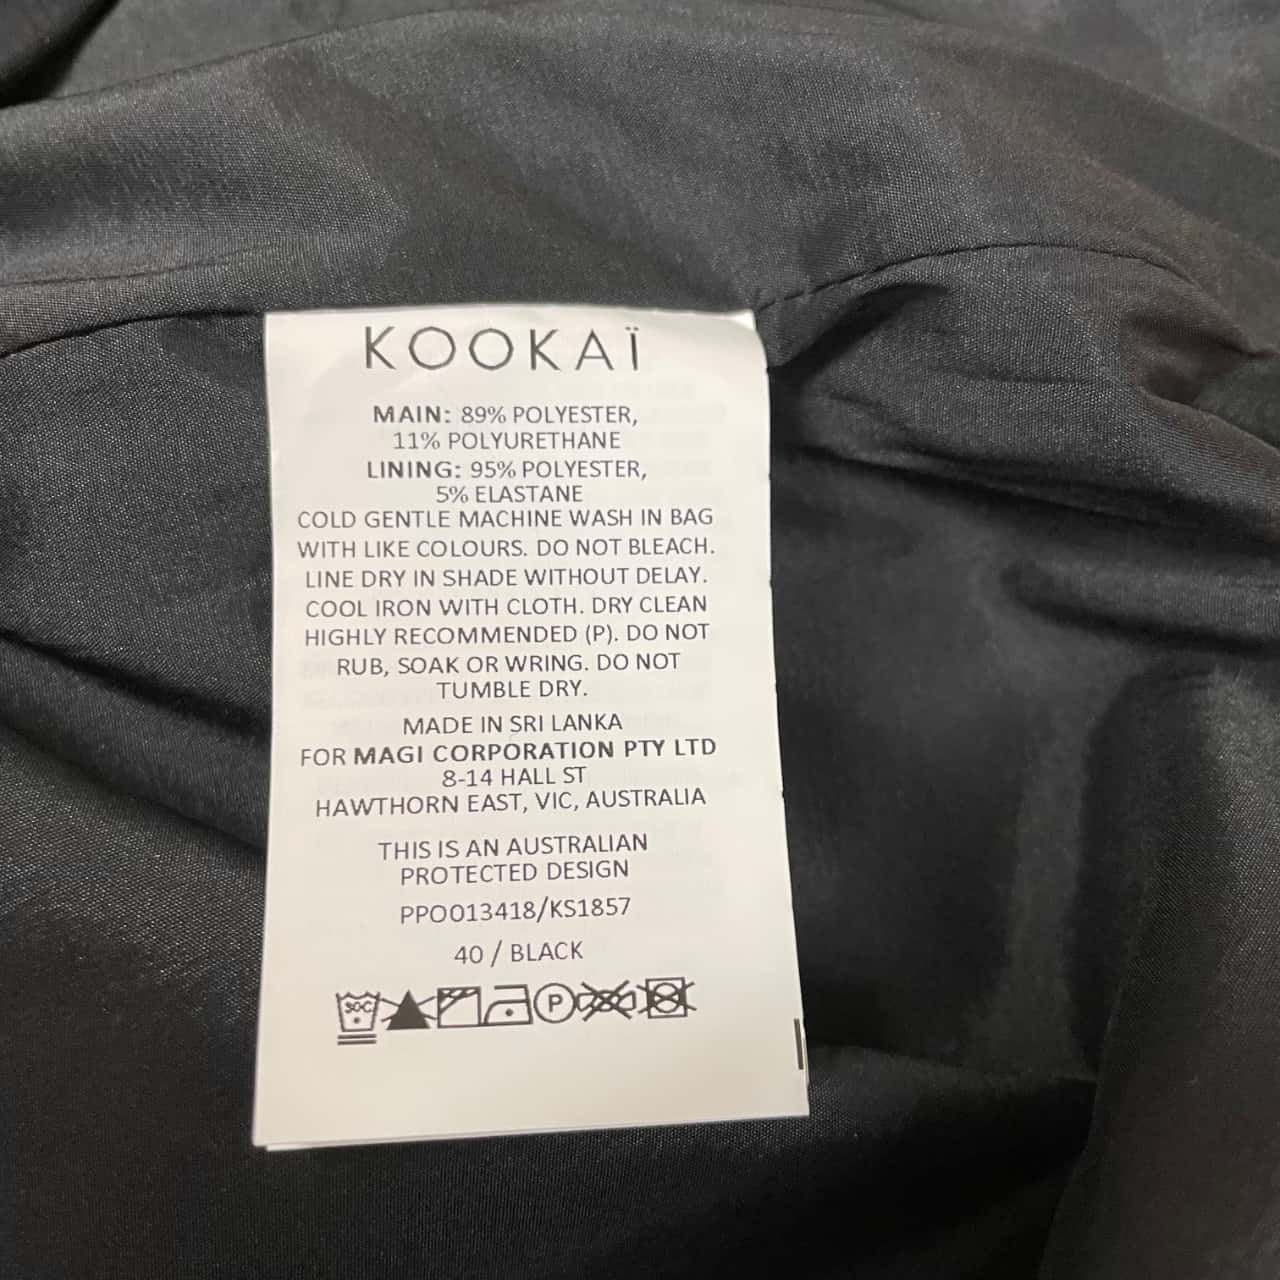 KOOKAÏ
MAIN: 89% POLYESTER,
11% POLYURETHANE
LINING: 95% POLYESTER,
5% ELASTANE
COLD GENTLE MACHINE WASH IN BAG
WITH LIKE COLOURS. DO NOT BLEACH.
LINE DRY IN SHADE WITHOUT DELAY.
COOL IRON WITH CLOTH. DRY CLEAN
HIGHLY RECOMMENDED (P). DO NOT
RUB, SOAK OR WRING. DO NOT
TUMBLE DRY.
MADE IN SRI LANKA
FOR MAGI CORPORATION PTY LTD
8-14 HALL ST
HAWTHORN EAST, VIC, AUSTRALIA
THIS IS AN AUSTRALIAN
PROTECTED DESIGN
PPO013418/KS1857
40 / BLACK
30C P